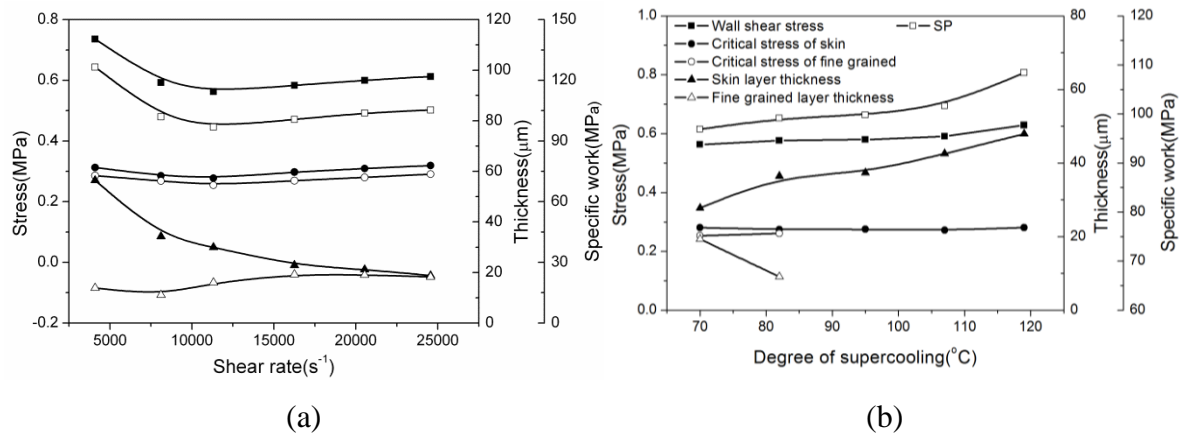 0.8
0.6
0.4
0.2
0.0
-0.2
Stress(MPa)
5000 10000 15000 20000 25000
Shear rate(s⁻¹)
120
100
80
60
40
20
0
Thickness(μm)
150
120
90
60
30
0
Specific work(MPa)
(a)
1.0
0.8
0.6
0.4
0.2
0.0
Stress(MPa)
Wall shear stress
Critical stress of skin
Critical stress of fine grained
Skin layer thickness
Fine grained layer thickness
SP
70 80 90 100 110 120
Degree of supercooling(°C)
80
60
40
20
0
Thickness(μm)
120
110
100
90
80
70
60
Specific work(MPa)
(b)